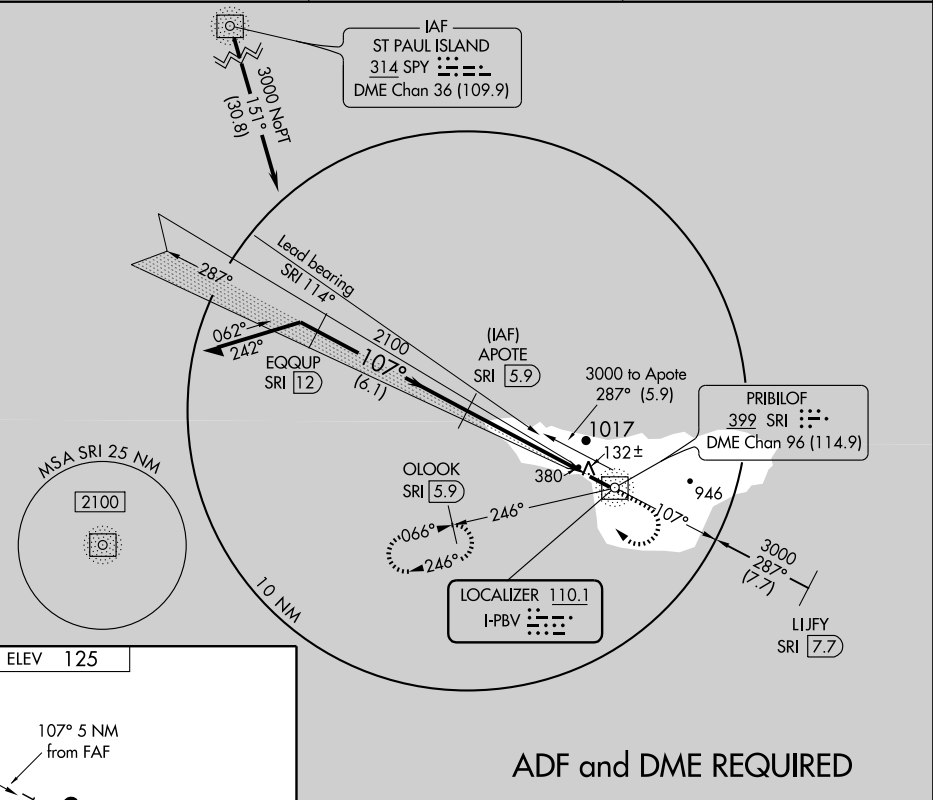 IAF
ST PAUL ISLAND
314 SPY
DME Chan 36 (109.9)
3000 NoPT
151°
(30.8)
Lead bearing
SRI 114°
287°
2100
062°
242°
EQQUP
SRI 12
107°
(6.1)
(IAF)
APOTE
SRI 5.9
3000 to Apote
287° (5.9)
1017
132±
380
PRIBILOF
399 SRI
DME Chan 96 (114.9)
946
MSA SRI 25 NM
2100
OLOOK
SRI 5.9
246°
066°
246°
107°
3000
287°
(7.7)
LIJFY
SRI 7.7
LOCALIZER 110.1
I-PBV
10 NM
ELEV 125
107° 5 NM
from FAF
ADF and DME REQUIRED